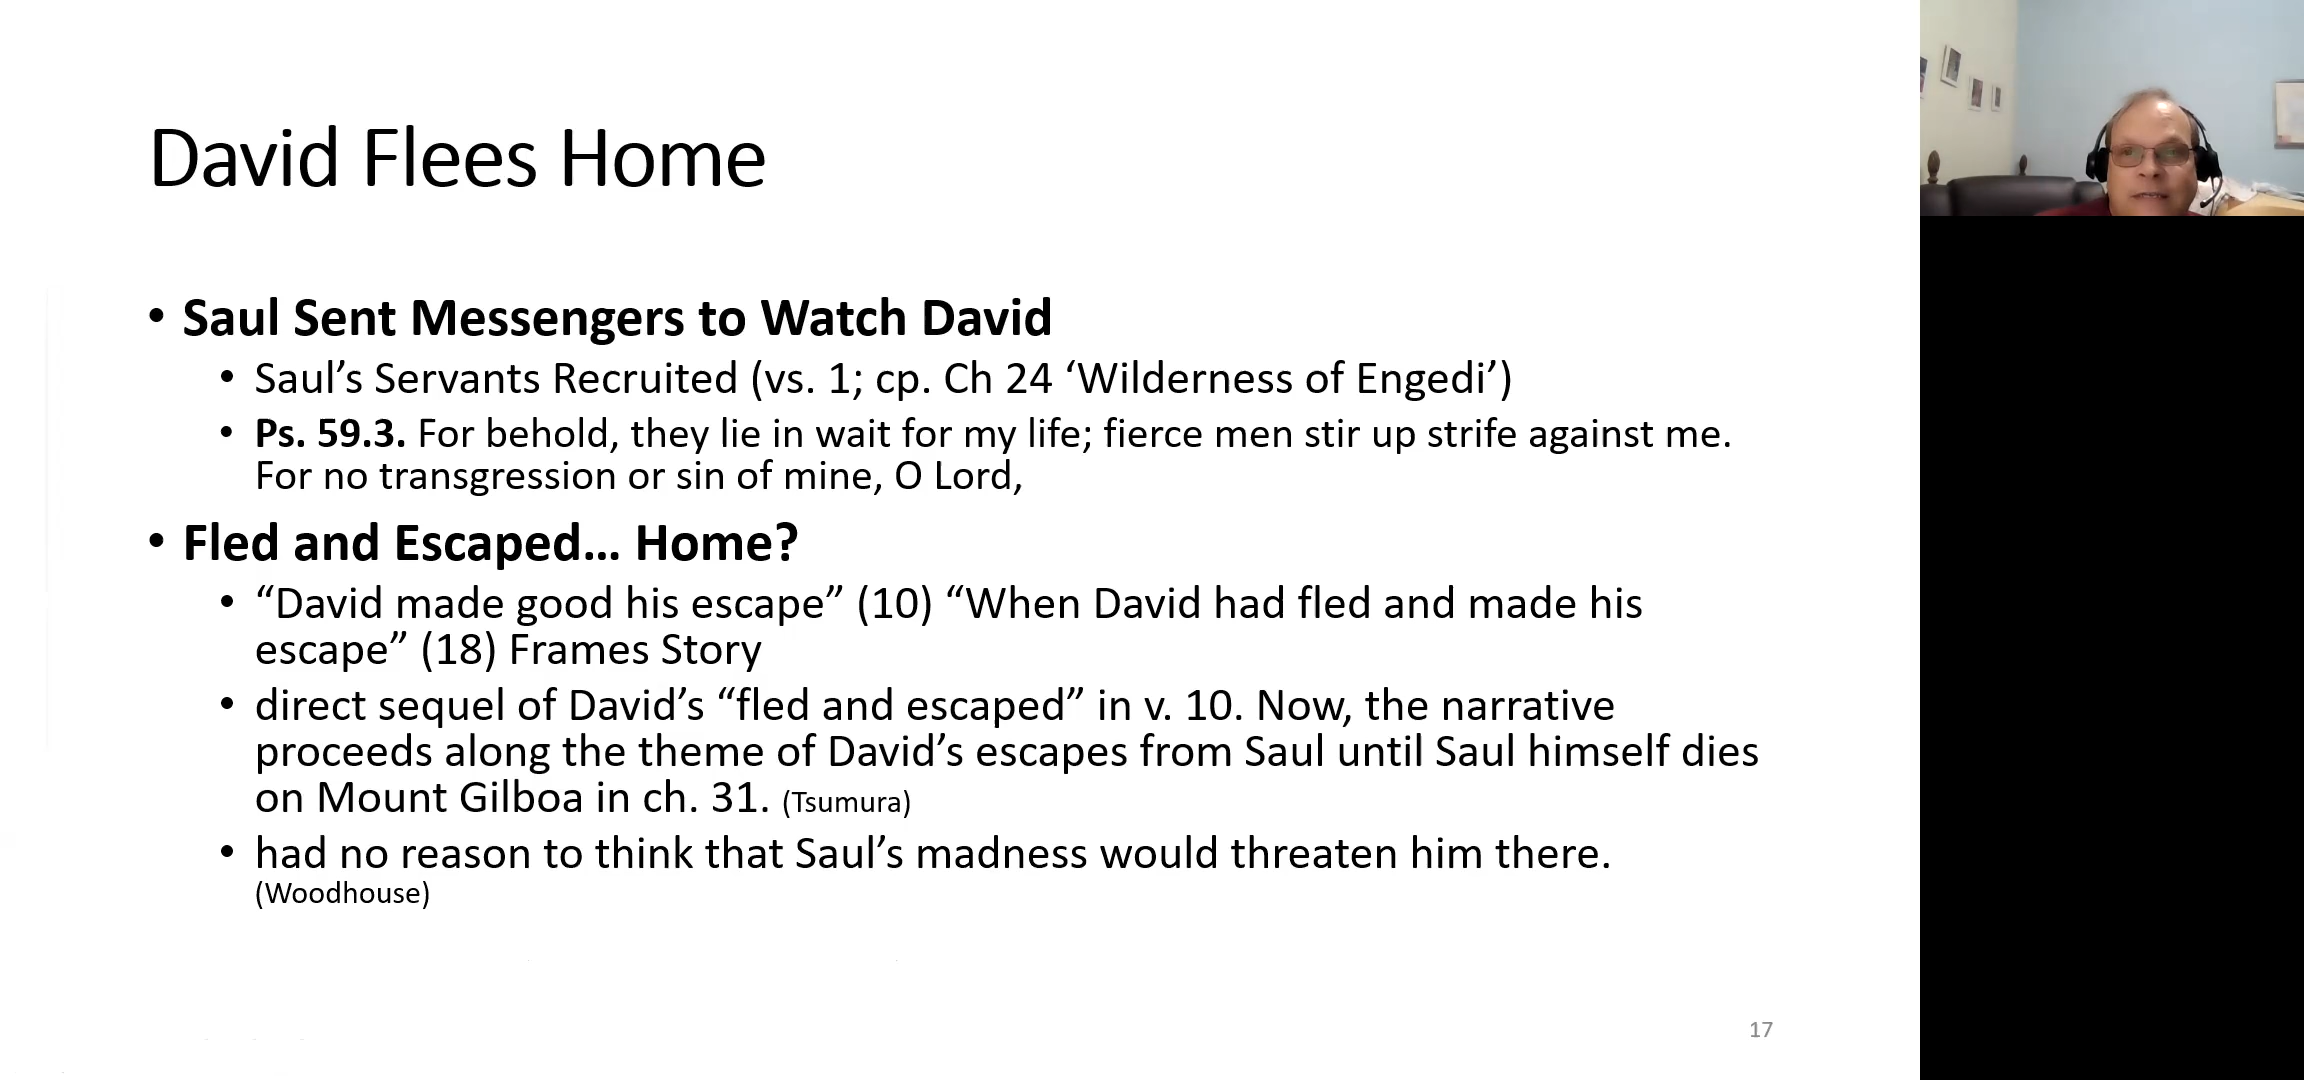 David Flees Home
• Saul Sent Messengers to Watch David
• Saul’s Servants Recruited (vs. 1; cp. Ch 24 ‘Wilderness of Engedi’)
• Ps. 59.3. For behold, they lie in wait for my life; fierce men stir up strife against me.
For no transgression or sin of mine, O Lord,
• Fled and Escaped… Home?
• “David made good his escape” (10) “When David had fled and made his
escape” (18) Frames Story
• direct sequel of David’s “fled and escaped” in v. 10. Now, the narrative
proceeds along the theme of David’s escapes from Saul until Saul himself dies
on Mount Gilboa in ch. 31. (Tsumura)
• had no reason to think that Saul’s madness would threaten him there.
(Woodhouse)
17